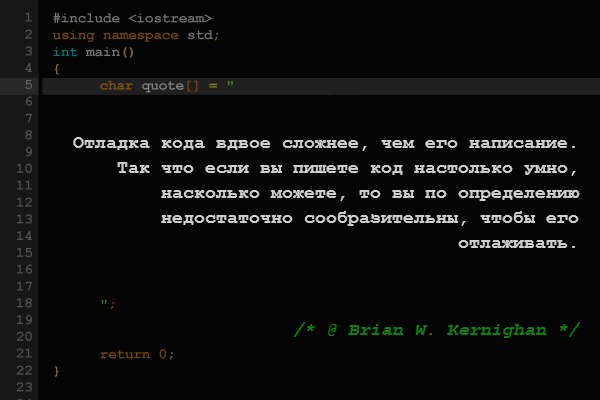 1 #include <iostream>
2 using namespace std;
3 int main()
4 {
5 char quote[] = "
6
7
8 Отладка кода вдвое сложнее, чем его написание.
9
10 Так что если вы пишете код настолько умно,
11 насколько можете, то вы по определению
12
13 недостаточно сообразительны, чтобы его
14 отлаживать.
15
16
17
18 ";
19
20 /* @ Brian W. Kernighan */
21 return 0;
22 }
23